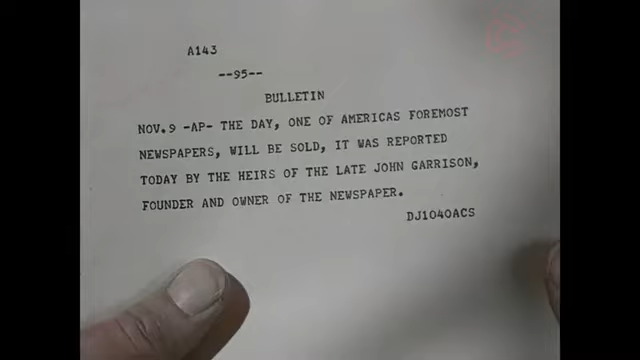 A143
--95--
BULLETIN
NOV.9 -AP- THE DAY, ONE OF AMERICAS FOREMOST
NEWSPAPERS, WILL BE SOLD, IT WAS REPORTED
TODAY BY THE HEIRS OF THE LATE JOHN GARRISON,
FOUNDER AND OWNER OF THE NEWSPAPER.
DJ1040ACS